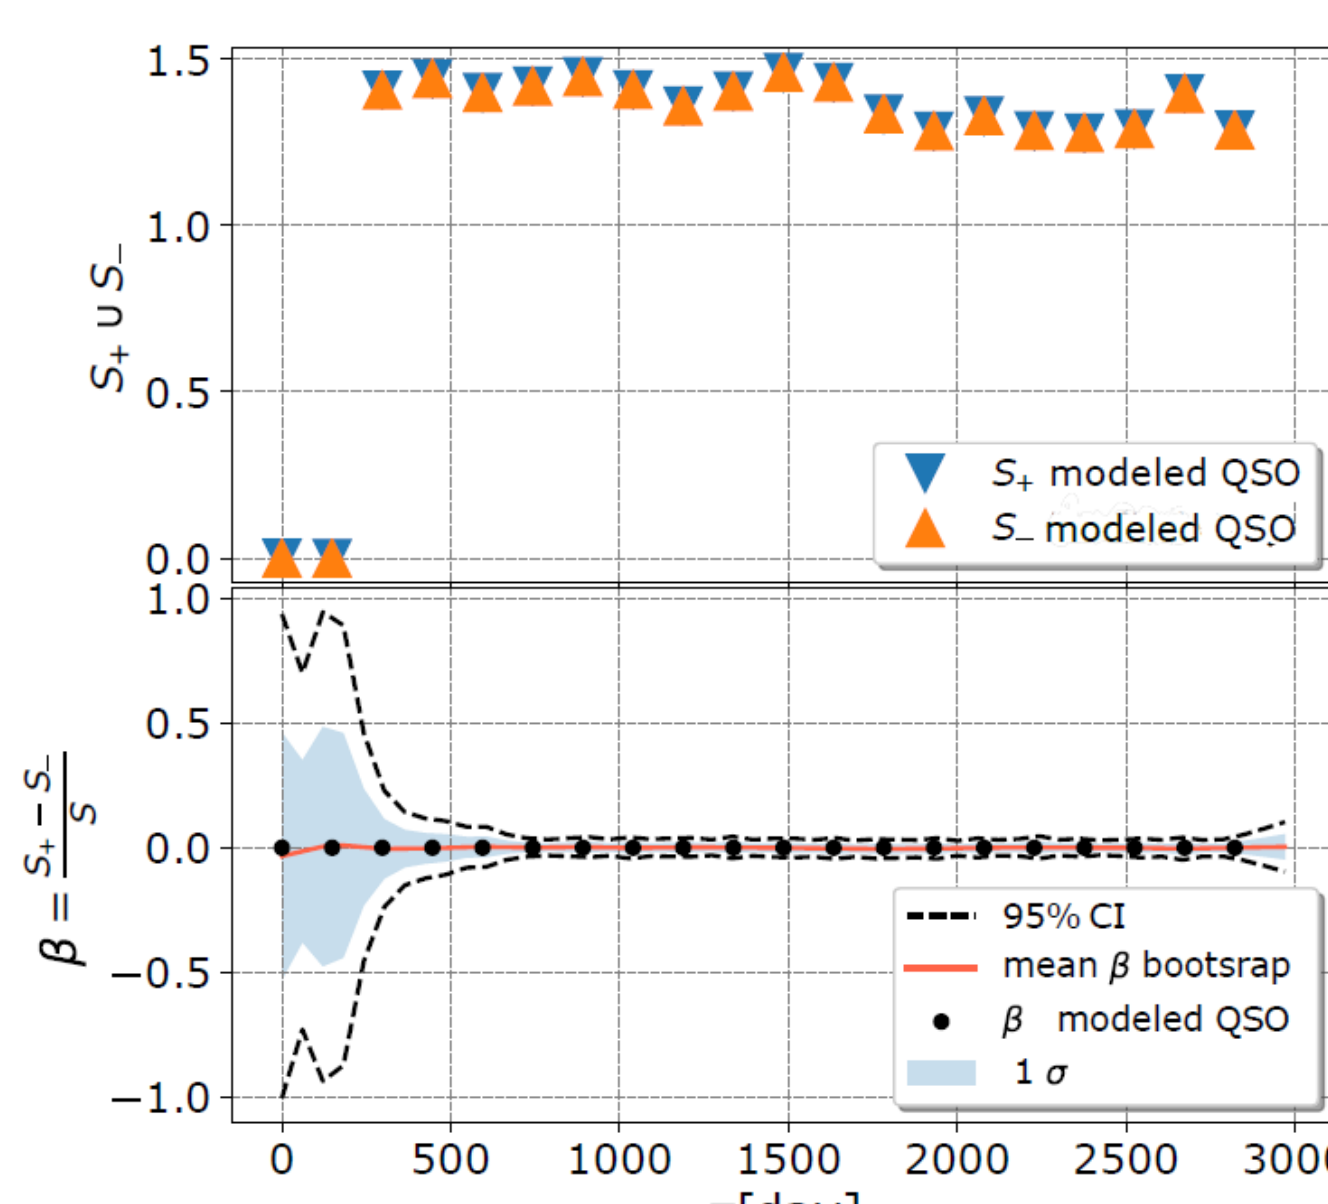 1.5
1.0
0.5
0.0
S₊ ∪ S₋
S₊ modeled QSO
S₋ modeled QSO
1.0
0.5
0.0
−0.5
−1.0
β = (S₊ − S₋)/S
95% CI
mean β bootsrap
β modeled QSO
1 σ
0 500 1000 1500 2000 2500